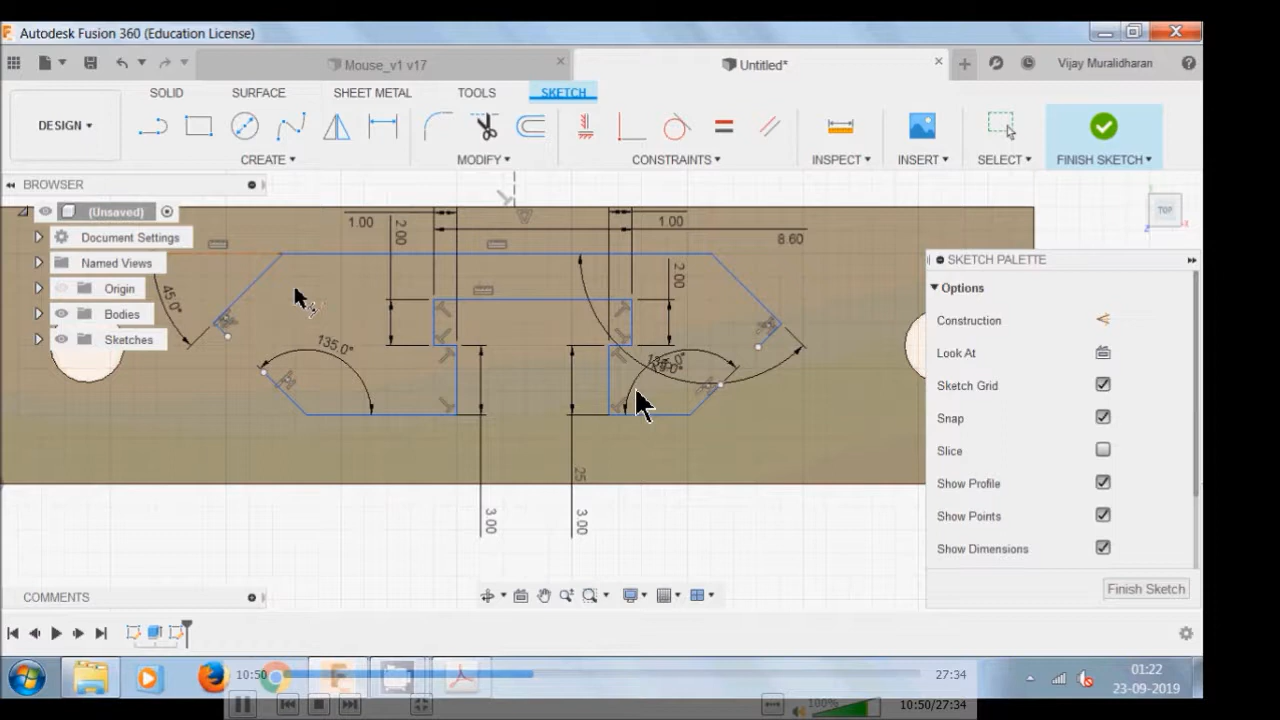 Autodesk Fusion 360 (Education License)
Mouse_v1 v17
Untitled*
Vijay Muralidharan
DESIGN
SOLID
SURFACE
SHEET METAL
TOOLS
SKETCH
CREATE
MODIFY
CONSTRAINTS
INSPECT
INSERT
SELECT
FINISH SKETCH
BROWSER
(Unsaved)
Document Settings
Named Views
Origin
Bodies
Sketches
TOP
1.00
2.00
1.00
8.60
2.00
45.0°
135.0°
25
3.00
3.00
SKETCH PALETTE
Options
Construction
Look At
Sketch Grid
Snap
Slice
Show Profile
Show Points
Show Dimensions
Finish Sketch
COMMENTS
10:50
27:34
01:22
23-09-2019
100%
10:50/27:34